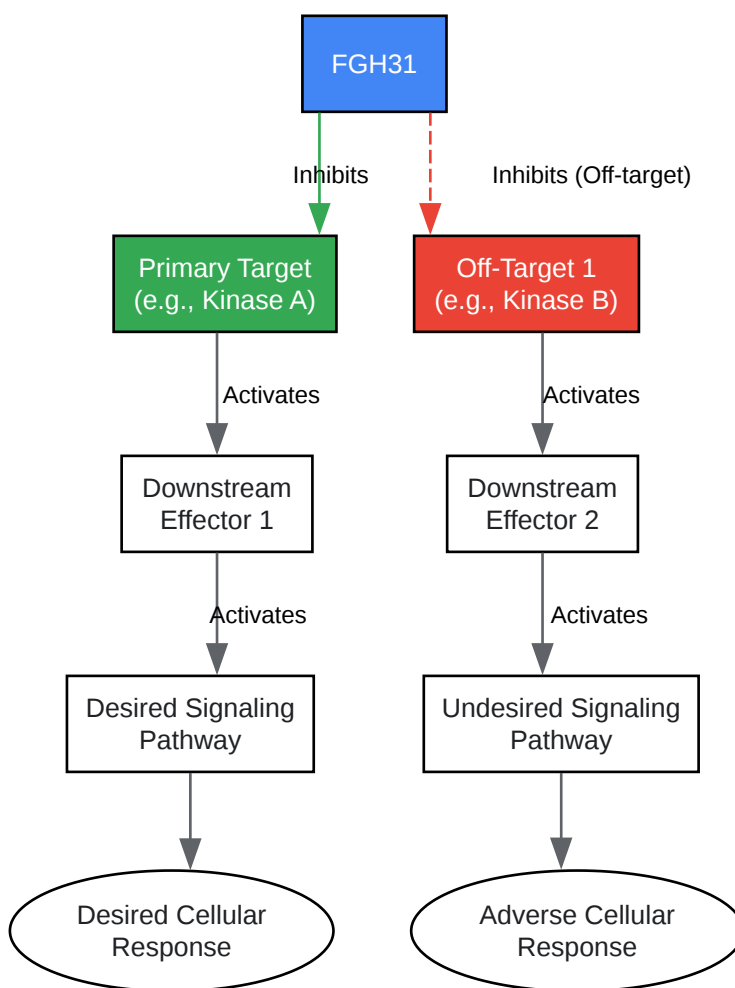 FGH31
Inhibits
Inhibits (Off-target)
Primary Target
(e.g., Kinase A)
Off-Target 1
(e.g., Kinase B)
Activates
Activates
Downstream
Effector 1
Downstream
Effector 2
Activates
Activates
Desired Signaling
Pathway
Undesired Signaling
Pathway
Desired Cellular
Response
Adverse Cellular
Response